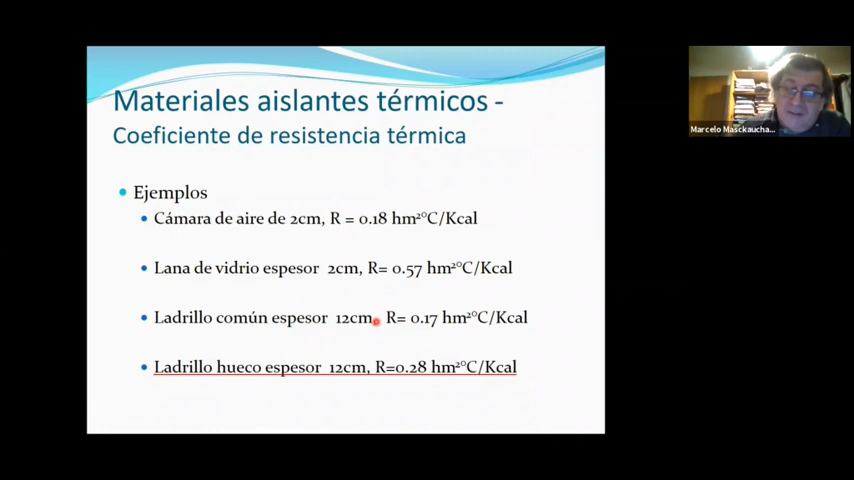 Materiales aislantes térmicos -
Coeficiente de resistencia térmica
Ejemplos
Cámara de aire de 2cm, R = 0.18 hm²°C/Kcal
Lana de vidrio espesor 2cm, R= 0.57 hm²°C/Kcal
Ladrillo común espesor 12cm, R= 0.17 hm²°C/Kcal
Ladrillo hueco espesor 12cm, R=0.28 hm²°C/Kcal
Marcelo Masckaucha...